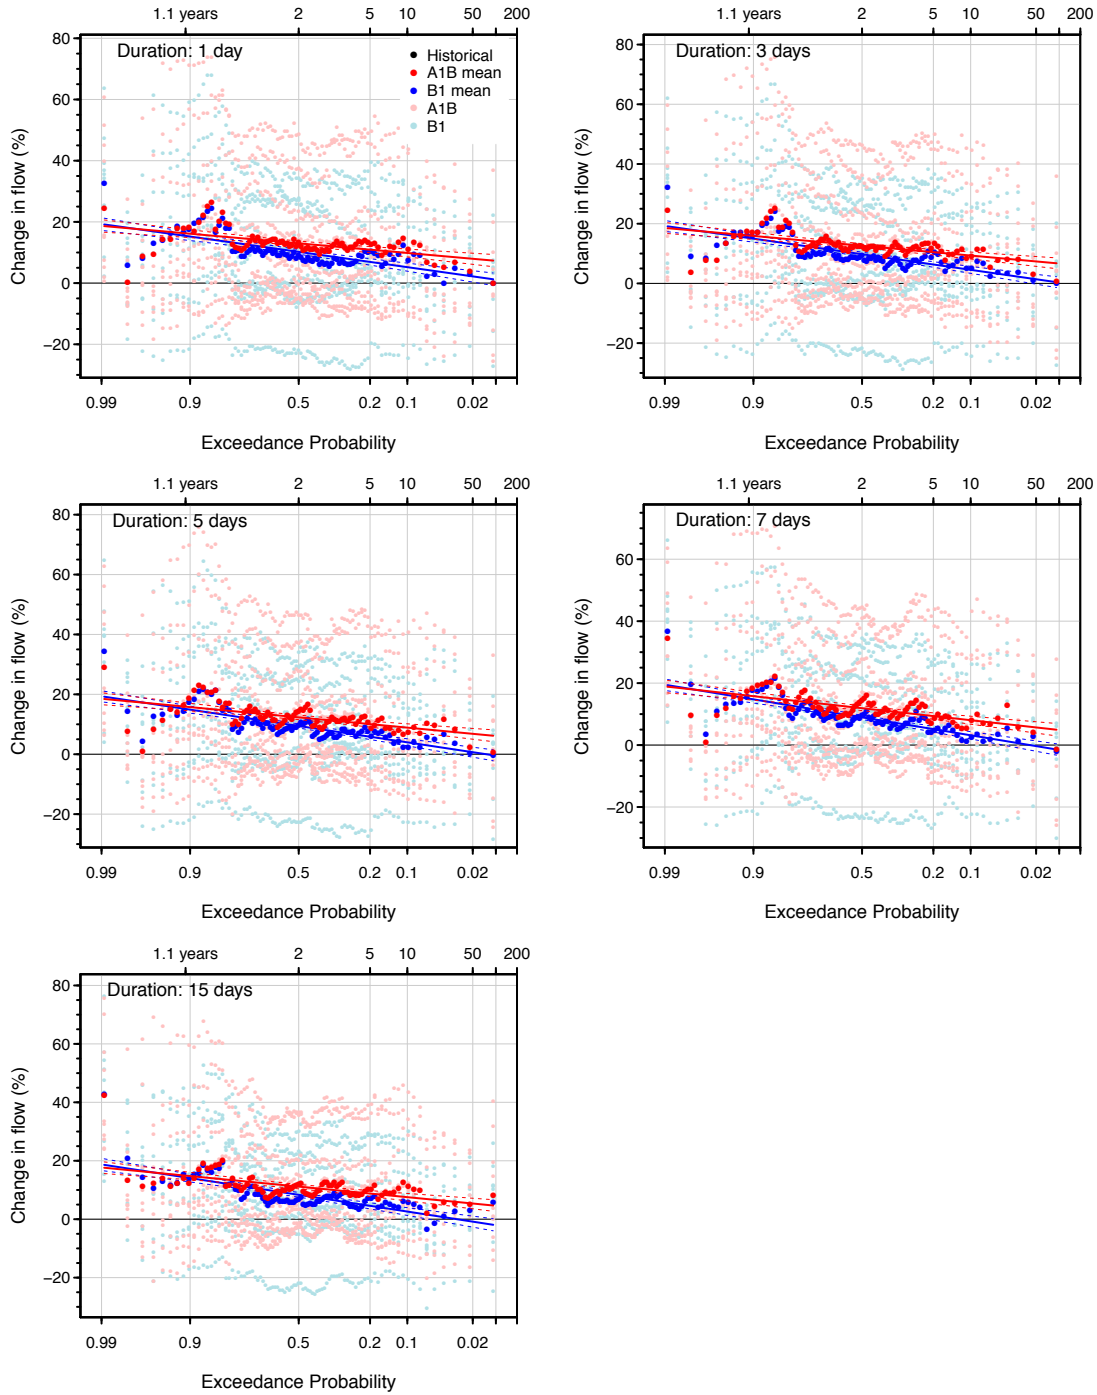 1.1 years 2 5 10 50 200
Duration: 1 day
Historical
A1B mean
B1 mean
A1B
B1
Change in flow (%)
80
60
40
20
0
−20
0.99 0.9 0.5 0.2 0.1 0.02
Exceedance Probability
1.1 years 2 5 10 50 200
Duration: 3 days
Change in flow (%)
80
60
40
20
0
−20
0.99 0.9 0.5 0.2 0.1 0.02
Exceedance Probability
1.1 years 2 5 10 50 200
Duration: 5 days
Change in flow (%)
80
60
40
20
0
−20
0.99 0.9 0.5 0.2 0.1 0.02
Exceedance Probability
1.1 years 2 5 10 50 200
Duration: 7 days
Change in flow (%)
60
40
20
0
−20
0.99 0.9 0.5 0.2 0.1 0.02
Exceedance Probability
1.1 years 2 5 10 50 200
Duration: 15 days
Change in flow (%)
80
60
40
20
0
−20
0.99 0.9 0.5 0.2 0.1 0.02
Exceedance Probability